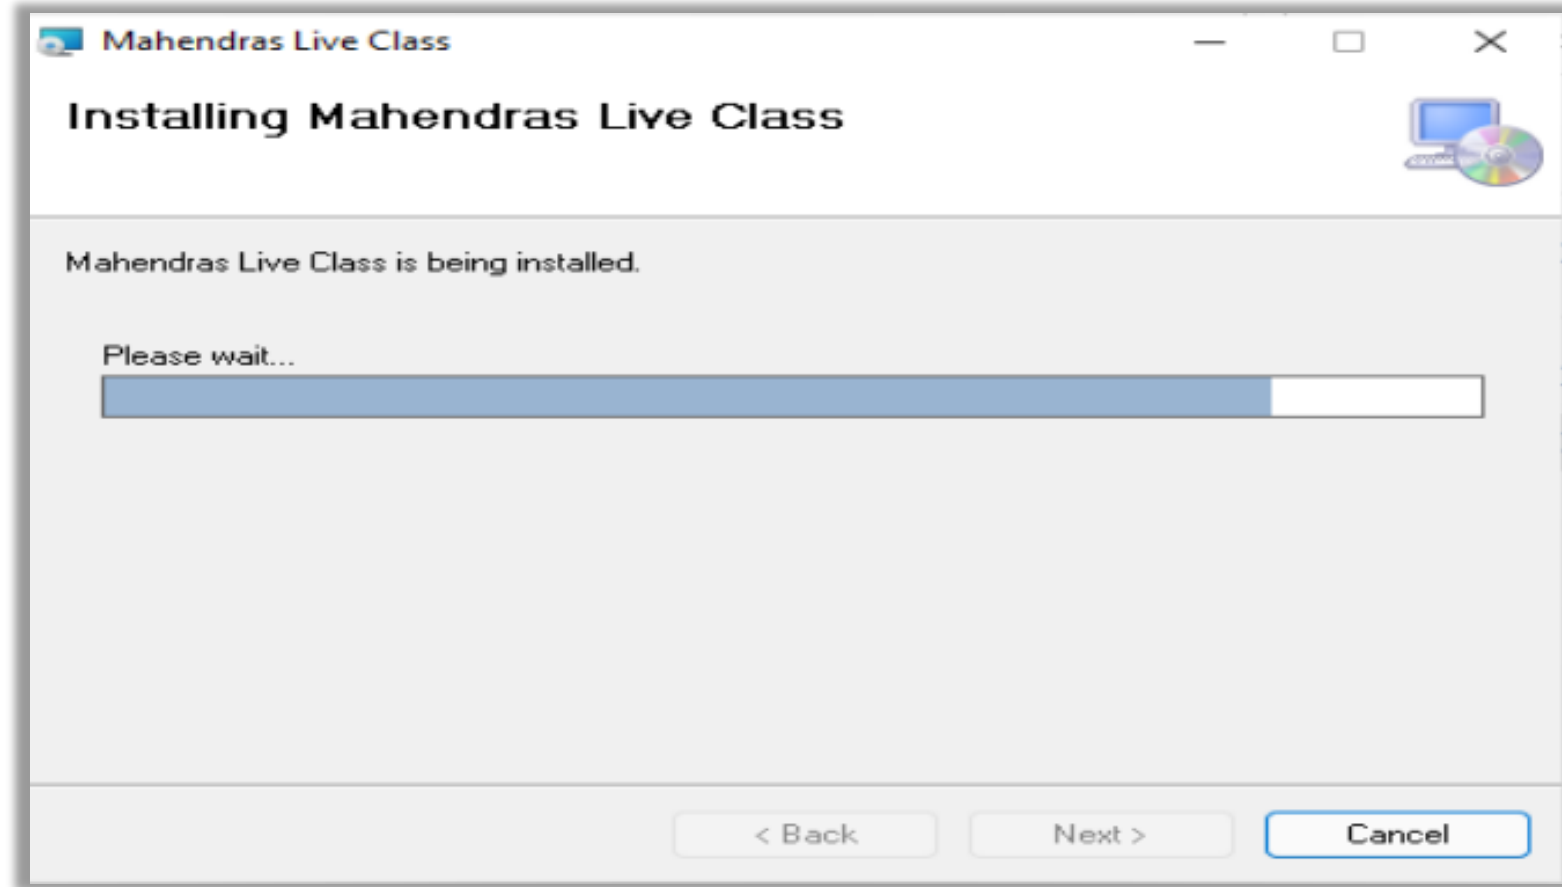 Mahendras Live Class
Installing Mahendras Live Class
Mahendras Live Class is being installed.
Please wait...
< Back
Next >
Cancel